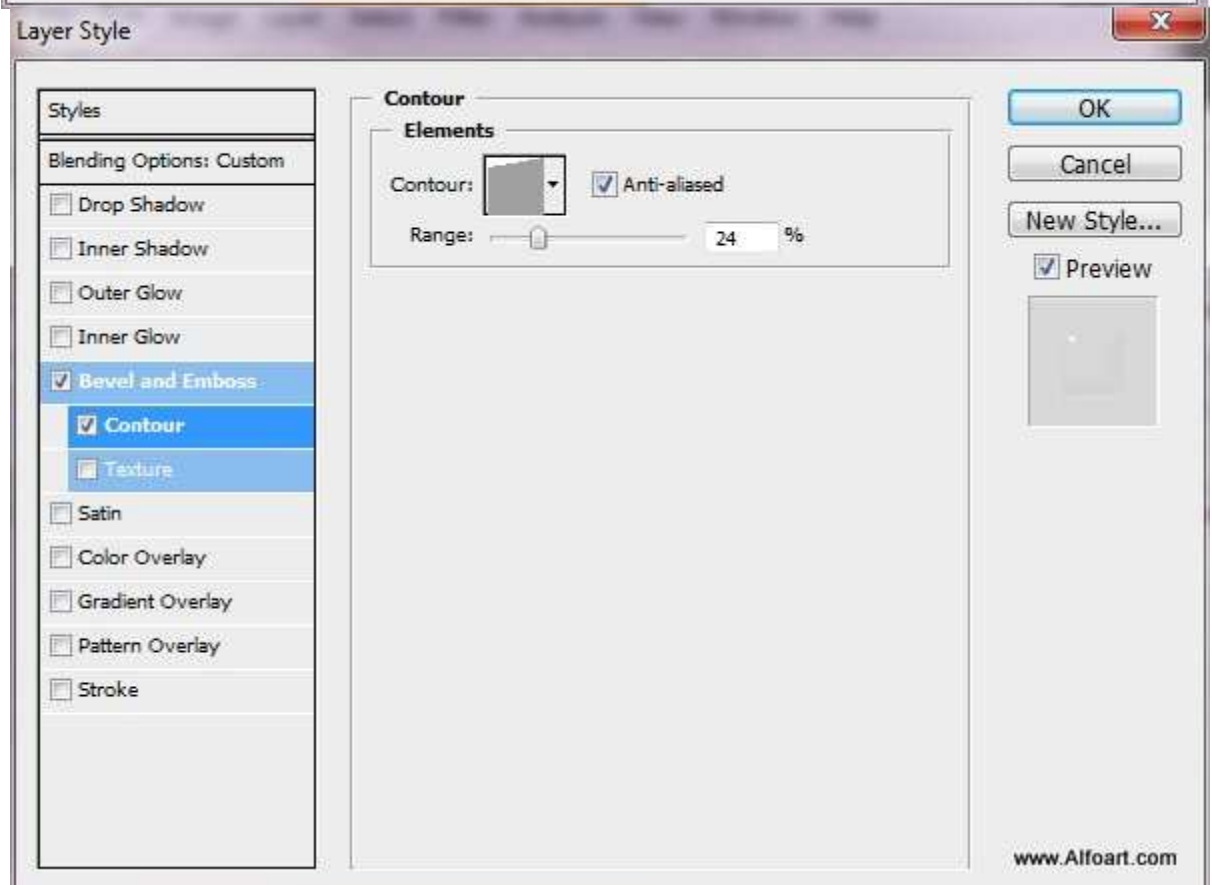 Layer Style
Styles
Blending Options: Custom
Drop Shadow
Inner Shadow
Outer Glow
Inner Glow
Bevel and Emboss
Contour
Texture
Satin
Color Overlay
Gradient Overlay
Pattern Overlay
Stroke
Contour
Elements
Contour:
Anti-aliased
Range: 24 %
OK
Cancel
New Style...
Preview
www.Alfoart.com